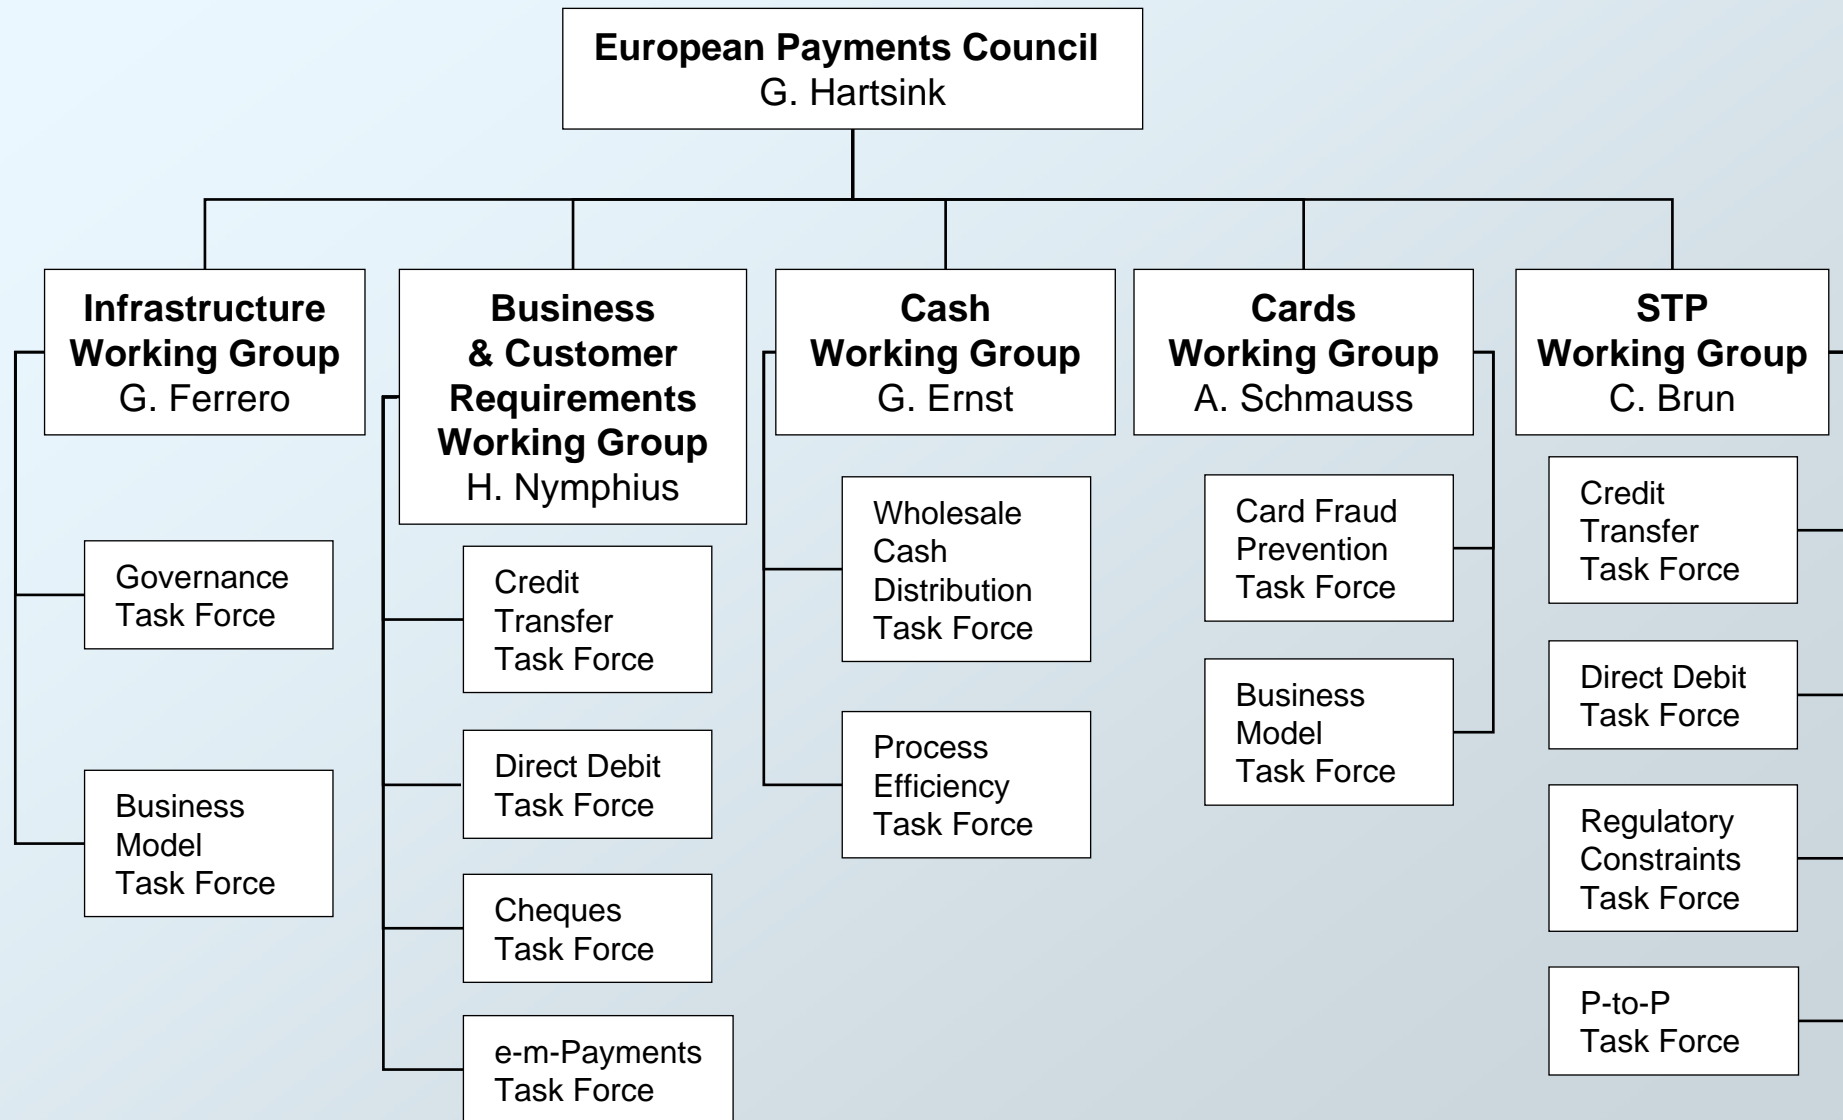 European Payments Council
G. Hartsink
Infrastructure
Working Group
G. Ferrero
Governance
Task Force
Business
Model
Task Force
Business
& Customer
Requirements
Working Group
H. Nymphius
Credit
Transfer
Task Force
Direct Debit
Task Force
Cheques
Task Force
e-m-Payments
Task Force
Cash
Working Group
G. Ernst
Wholesale
Cash
Distribution
Task Force
Process
Efficiency
Task Force
Cards
Working Group
A. Schmauss
Card Fraud
Prevention
Task Force
Business
Model
Task Force
STP
Working Group
C. Brun
Credit
Transfer
Task Force
Direct Debit
Task Force
Regulatory
Constraints
Task Force
P-to-P
Task Force